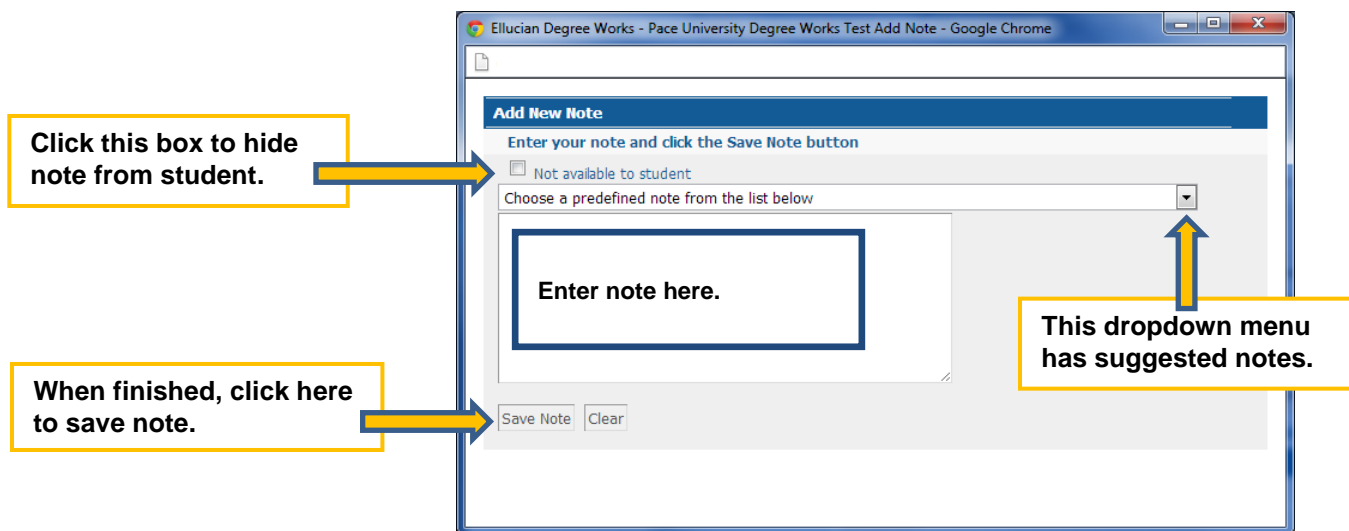 Ellucian Degree Works - Pace University Degree Works Test Add Note - Google Chrome
Add New Note
Enter your note and click the Save Note button
Click this box to hide
note from student.
Not available to student
Choose a predefined note from the list below
Enter note here.
This dropdown menu
has suggested notes.
When finished, click here
to save note.
Save Note Clear